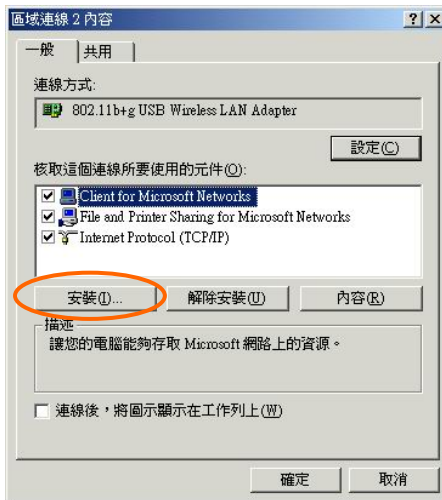 區域連線 2 內容
一般
共用
連線方式:
802.11b+g USB Wireless LAN Adapter
設定(C)
核取這個連線所要使用的元件(O):
Client for Microsoft Networks
File and Printer Sharing for Microsoft Networks
Internet Protocol (TCP/IP)
安裝(I)...
解除安裝(U)
內容(R)
描述
讓您的電腦能夠存取 Microsoft 網路上的資源。
連線後，將圖示顯示在工作列上(W)
確定
取消